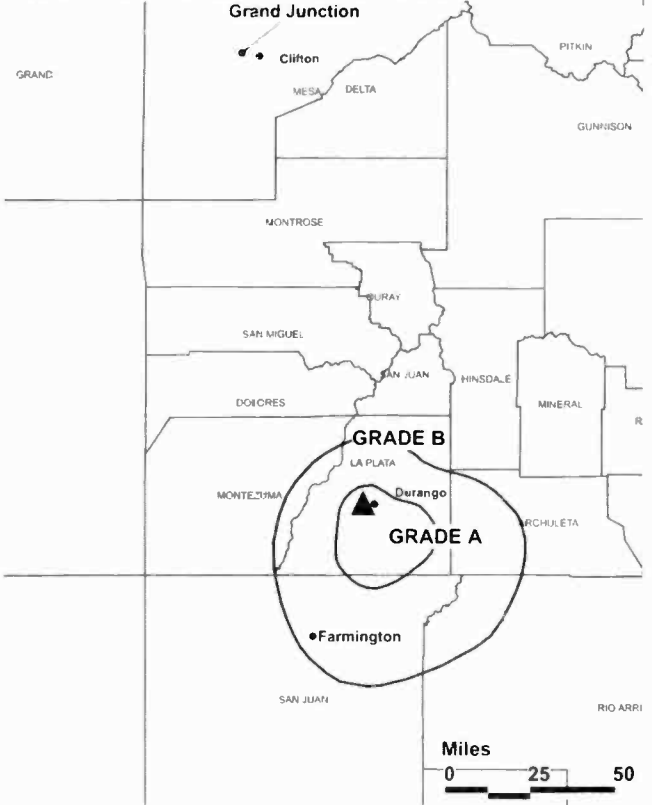 Grand Junction
Clifton
PITKIN
GRAND
MESA
DELTA
GUNNISON
MONTROSE
OURAY
SAN MIGUEL
SAN JUAN
HINSDALE
DOLORES
MINERAL
R
GRADE B
LA PLATA
MONTEZUMA
Durango
ARCHULETA
GRADE A
Farmington
SAN JUAN
RIO ARRI
Miles
0 25 50